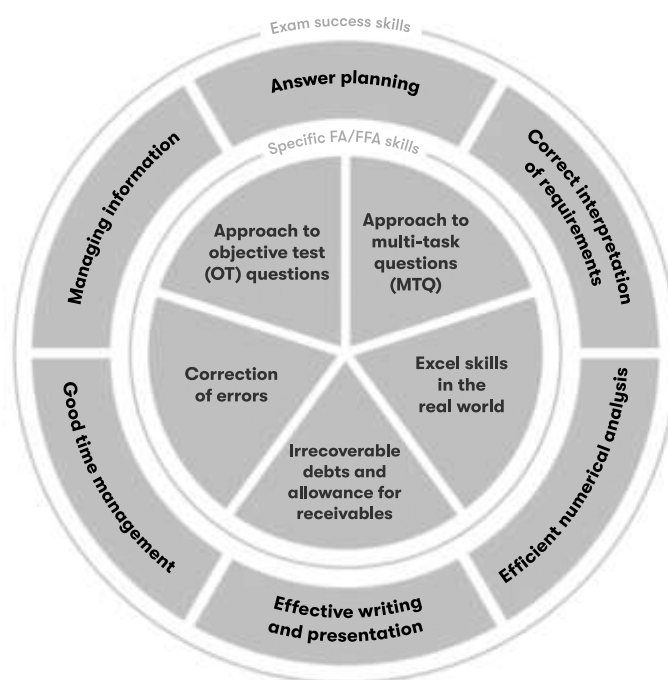 Exam success skills
Answer planning
Correct interpretation
of requirements
Efficient numerical analysis
Effective writing
and presentation
Good time management
Managing information
Specific FA/FFA skills
Approach to
objective test
(OT) questions
Approach to
multi-task
questions
(MTQ)
Excel skills
in the
real world
Irrecoverable
debts and
allowance for
receivables
Correction
of errors